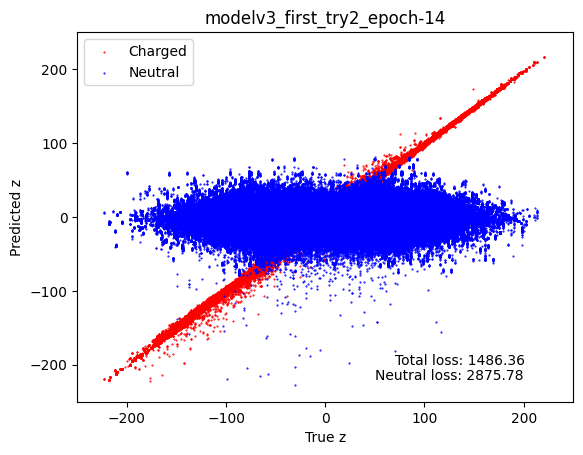 modelv3_first_try2_epoch-14
Charged
Neutral
Predicted z
200
100
0
−100
−200
Total loss: 1486.36
Neutral loss: 2875.78
−200
−100
0
100
200
True z